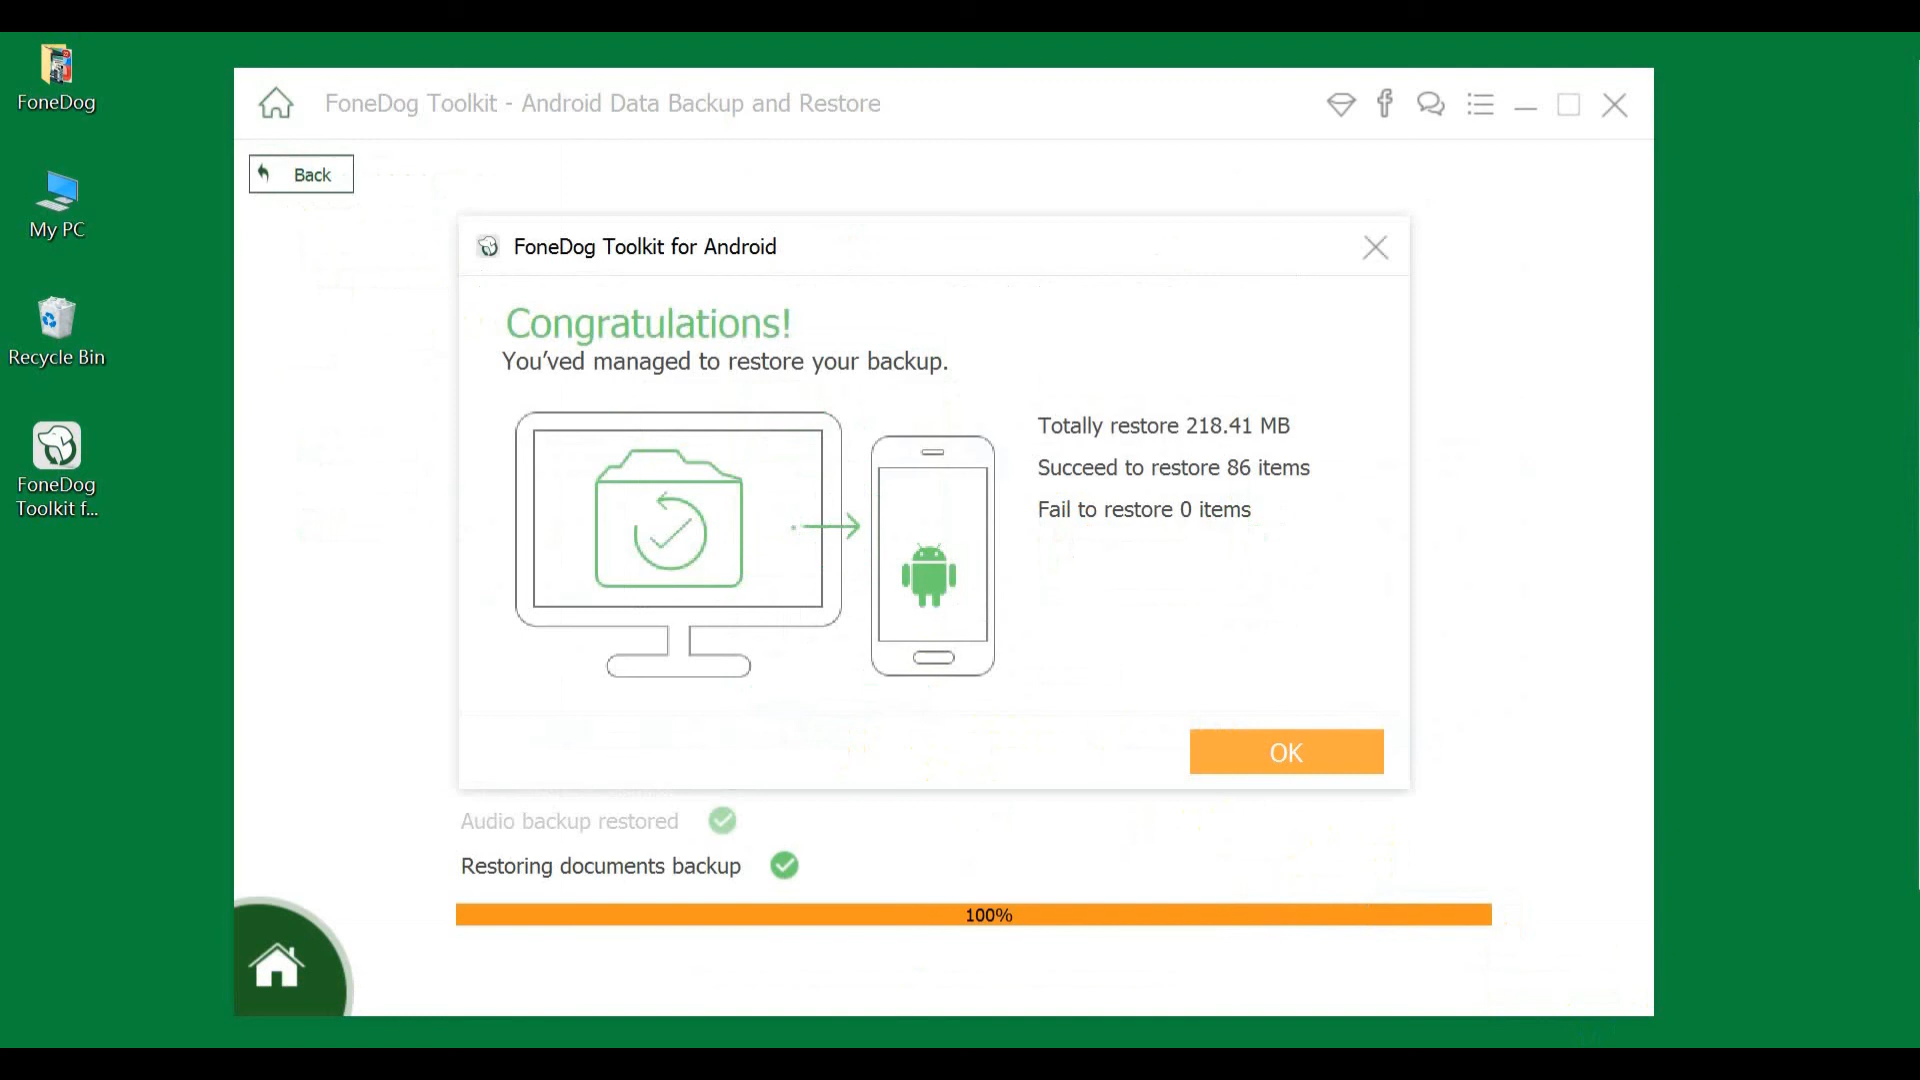 FoneDog
My PC
Recycle Bin
FoneDog
Toolkit f...
FoneDog Toolkit - Android Data Backup and Restore
Back
FoneDog Toolkit for Android
Congratulations!
You’ved managed to restore your backup.
Totally restore 218.41 MB
Succeed to restore 86 items
Fail to restore 0 items
OK
Audio backup restored
Restoring documents backup
100%